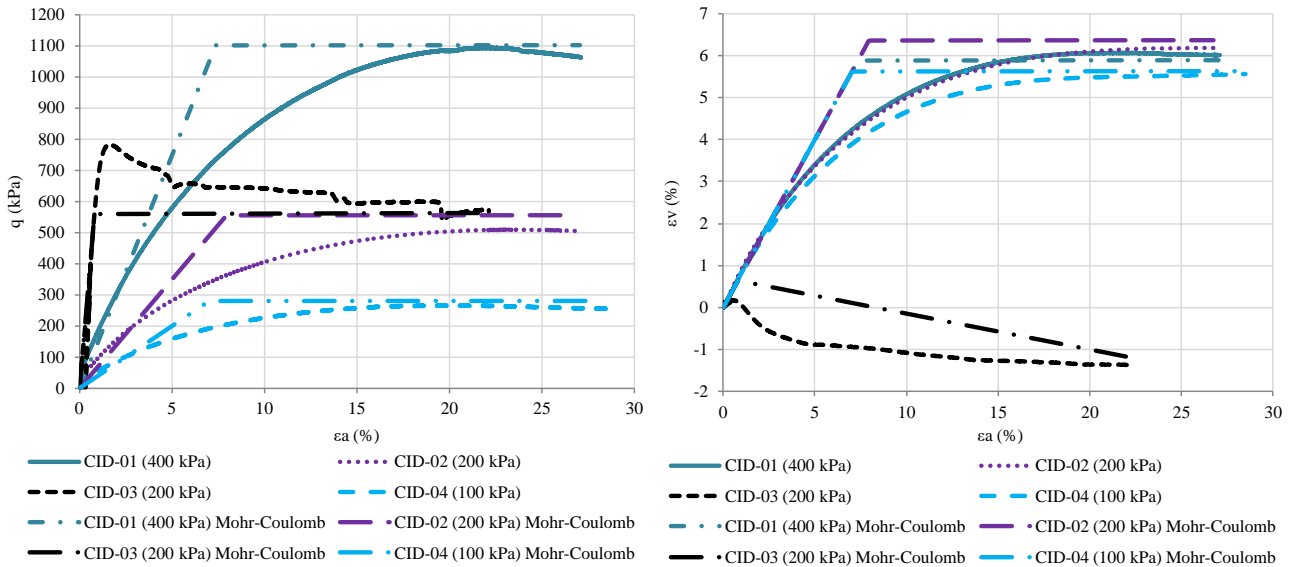 1200
1100
1000
900
800
700
600
500
400
300
200
100
0
q (kPa)
0 5 10 15 20 25 30
εa (%)
CID-01 (400 kPa) CID-02 (200 kPa)
CID-03 (200 kPa) CID-04 (100 kPa)
CID-01 (400 kPa) Mohr-Coulomb CID-02 (200 kPa) Mohr-Coulomb
CID-03 (200 kPa) Mohr-Coulomb CID-04 (100 kPa) Mohr-Coulomb
7
6
5
4
3
2
1
0
-1
-2
εv (%)
0 5 10 15 20 25 30
εa (%)
CID-01 (400 kPa) CID-02 (200 kPa)
CID-03 (200 kPa) CID-04 (100 kPa)
CID-01 (400 kPa) Mohr-Coulomb CID-02 (200 kPa) Mohr-Coulomb
CID-03 (200 kPa) Mohr-Coulomb CID-04 (100 kPa) Mohr-Coulomb